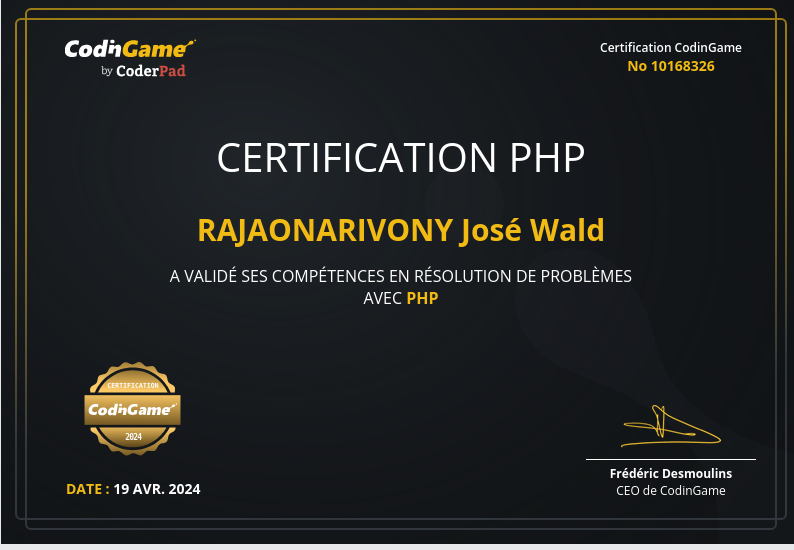 CodinGame
by CoderPad
Certification CodinGame
No 10168326
CERTIFICATION PHP
RAJAONARIVONY José Wald
A VALIDÉ SES COMPÉTENCES EN RÉSOLUTION DE PROBLÈMES
AVEC PHP
CERTIFICATION
CodinGame
2024
DATE : 19 AVR. 2024
Frédéric Desmoulins
CEO de CodinGame